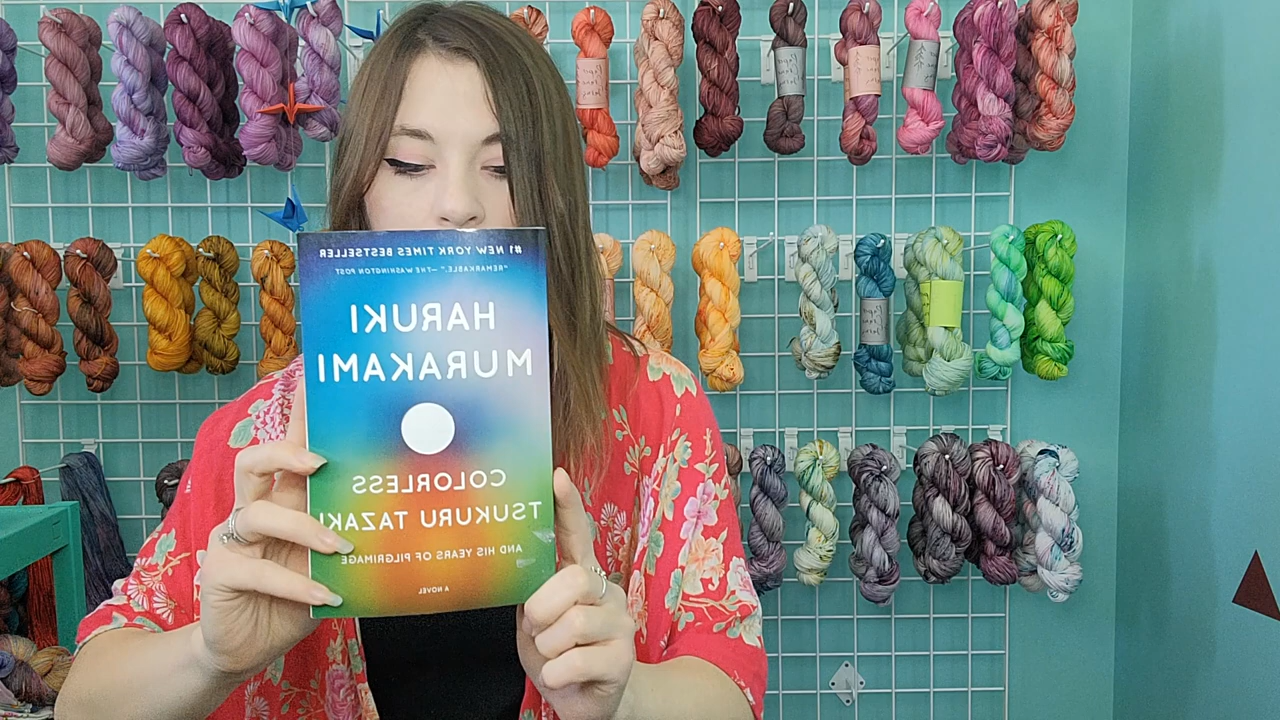 #1 NEW YORK TIMES BESTSELLER
"REMARKABLE." —THE WASHINGTON POST
HARUKI
MURAKAMI
COLORLESS
TSUKURU TAZAKI
AND HIS YEARS OF PILGRIMAGE
A NOVEL